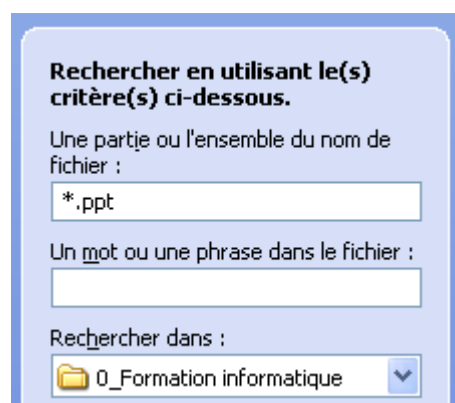 Rechercher en utilisant le(s)
critère(s) ci-dessous.
Une partie ou l'ensemble du nom de
fichier :
*.ppt
Un mot ou une phrase dans le fichier :
Rechercher dans :
0_Formation informatique